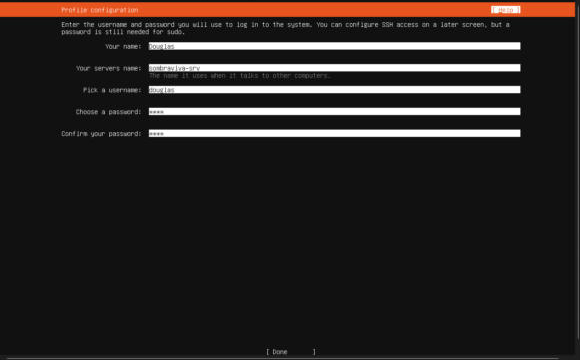 Profile configuration [ Help ]
Enter the username and password you will use to log in to the system. You can configure SSH access on a later screen, but a
password is still needed for sudo.
Your name: Douglas
Your servers name: sombraviva-srv
The name it uses when it talks to other computers.
Pick a username: douglas
Choose a password: ****
Confirm your password: ****
[ Done ]